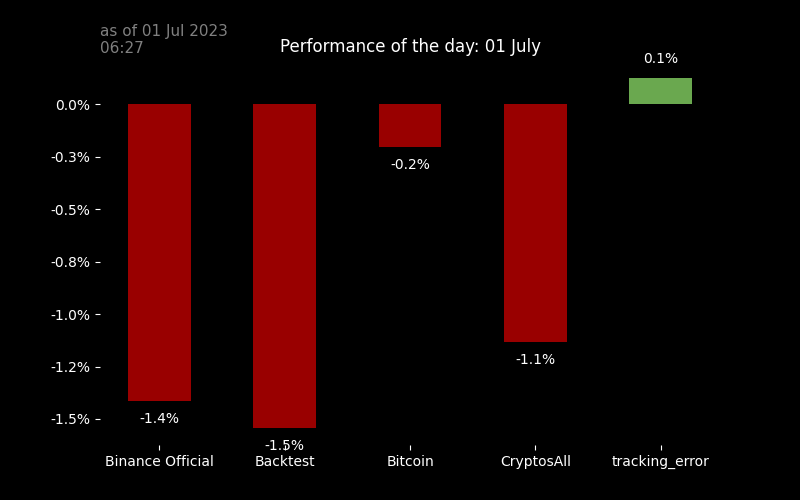 as of 01 Jul 2023
06:27
Performance of the day: 01 July
0.1%
0.0%
-0.3%
-0.2%
-0.5%
-0.8%
-1.0%
-1.1%
-1.2%
-1.5%
-1.4%
-1.5%
Binance Official
Backtest
Bitcoin
CryptosAll
tracking_error